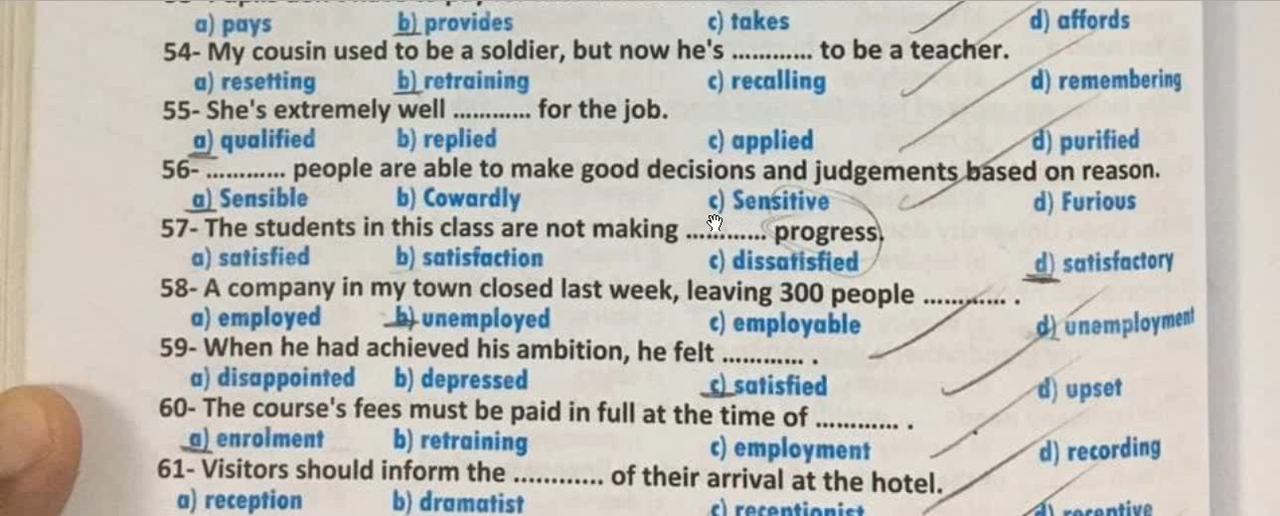 a) pays b) provides c) takes d) affords
54- My cousin used to be a soldier, but now he's ............ to be a teacher.
a) resetting b) retraining c) recalling d) remembering
55- She's extremely well ............ for the job.
a) qualified b) replied c) applied d) purified
56- ............ people are able to make good decisions and judgements based on reason.
a) Sensible b) Cowardly c) Sensitive d) Furious
57- The students in this class are not making ............ progress.
a) satisfied b) satisfaction c) dissatisfied d) satisfactory
58- A company in my town closed last week, leaving 300 people ............ .
a) employed b) unemployed c) employable d) unemployment
59- When he had achieved his ambition, he felt ............ .
a) disappointed b) depressed c) satisfied d) upset
60- The course's fees must be paid in full at the time of ............ .
a) enrolment b) retraining c) employment d) recording
61- Visitors should inform the ............ of their arrival at the hotel.
a) reception b) dramatist c) receptionist d) receptive